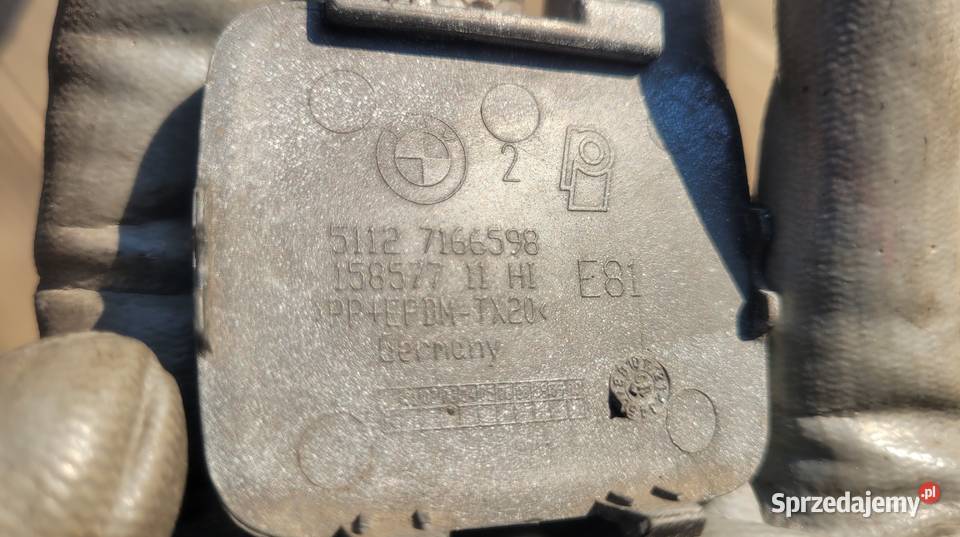 2
5112 7166598
158577 11 HI
E81
>PP+EPDM-TX20<
Germany
Sprzedajemy.pl